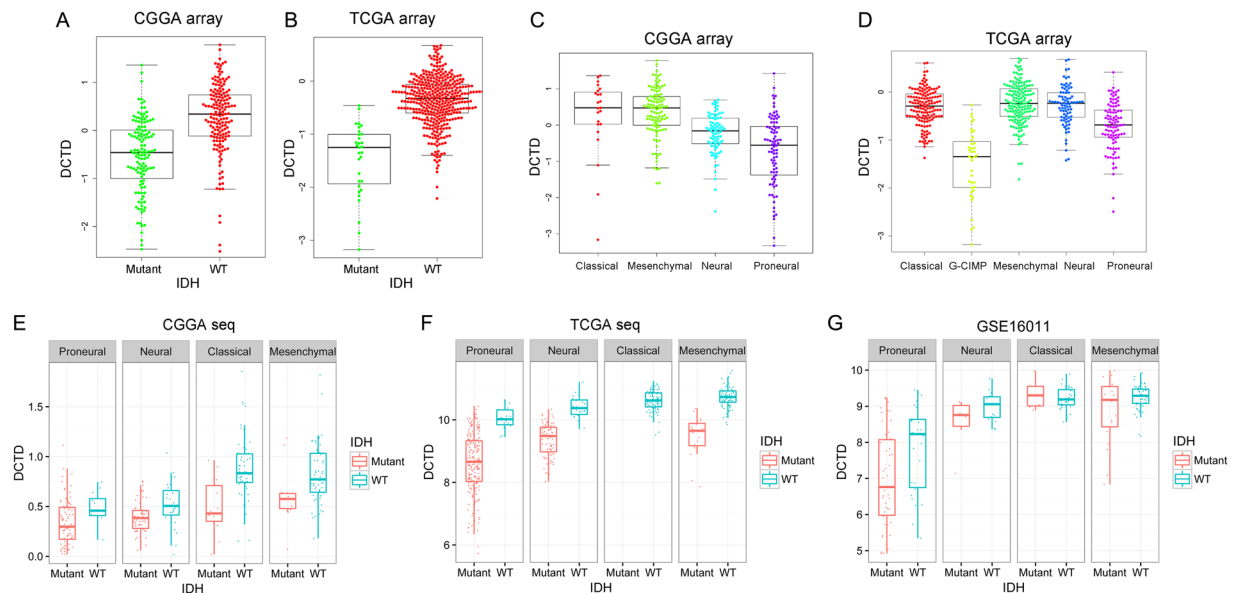 A
CGGA array
DCTD
1
0
−1
−2
Mutant WT
IDH
B
TCGA array
DCTD
0
−1
−2
−3
Mutant WT
IDH
C
CGGA array
DCTD
1
0
−1
−2
−3
Classical Mesenchymal Neural Proneural
D
TCGA array
DCTD
0
−1
−2
−3
Classical G-CIMP Mesenchymal Neural Proneural
E
CGGA seq
Proneural Neural Classical Mesenchymal
DCTD
1.5
1.0
0.5
0.0
Mutant WT Mutant WT Mutant WT Mutant WT
IDH
IDH
Mutant
WT
F
TCGA seq
Proneural Neural Classical Mesenchymal
DCTD
10
8
6
Mutant WT Mutant WT Mutant WT Mutant WT
IDH
IDH
Mutant
WT
G
GSE16011
Proneural Neural Classical Mesenchymal
DCTD
10
9
8
7
6
5
Mutant WT Mutant WT Mutant WT Mutant WT
IDH
IDH
Mutant
WT